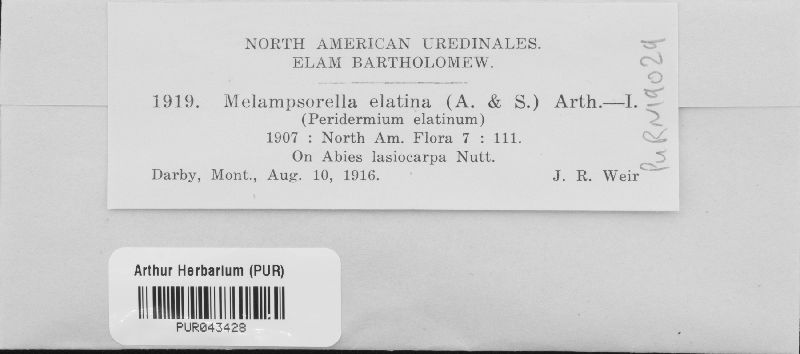 NORTH AMERICAN UREDINALES.
ELAM BARTHOLOMEW.
1919. Melampsorella elatina (A. & S.) Arth.—I.
(Peridermium elatinum)
1907 : North Am. Flora 7 : 111.
On Abies lasiocarpa Nutt.
Darby, Mont., Aug. 10, 1916. J. R. Weir
PURN19029
Arthur Herbarium (PUR)
PUR043428